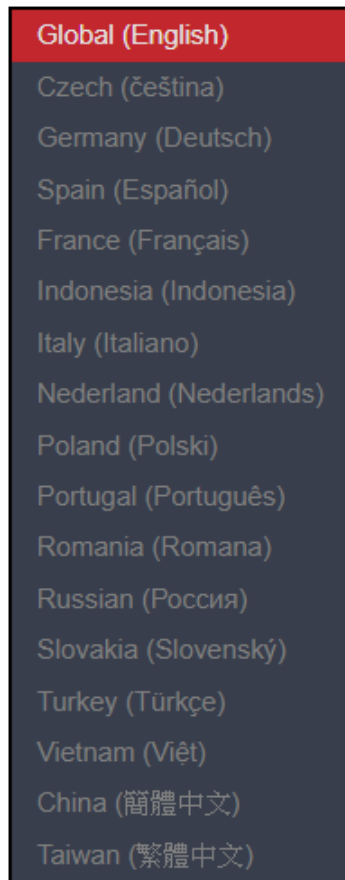 Global (English)
Czech (čeština)
Germany (Deutsch)
Spain (Español)
France (Français)
Indonesia (Indonesia)
Italy (Italiano)
Nederland (Nederlands)
Poland (Polski)
Portugal (Português)
Romania (Romana)
Russian (Россия)
Slovakia (Slovenský)
Turkey (Türkçe)
Vietnam (Việt)
China (簡體中文)
Taiwan (繁體中文)